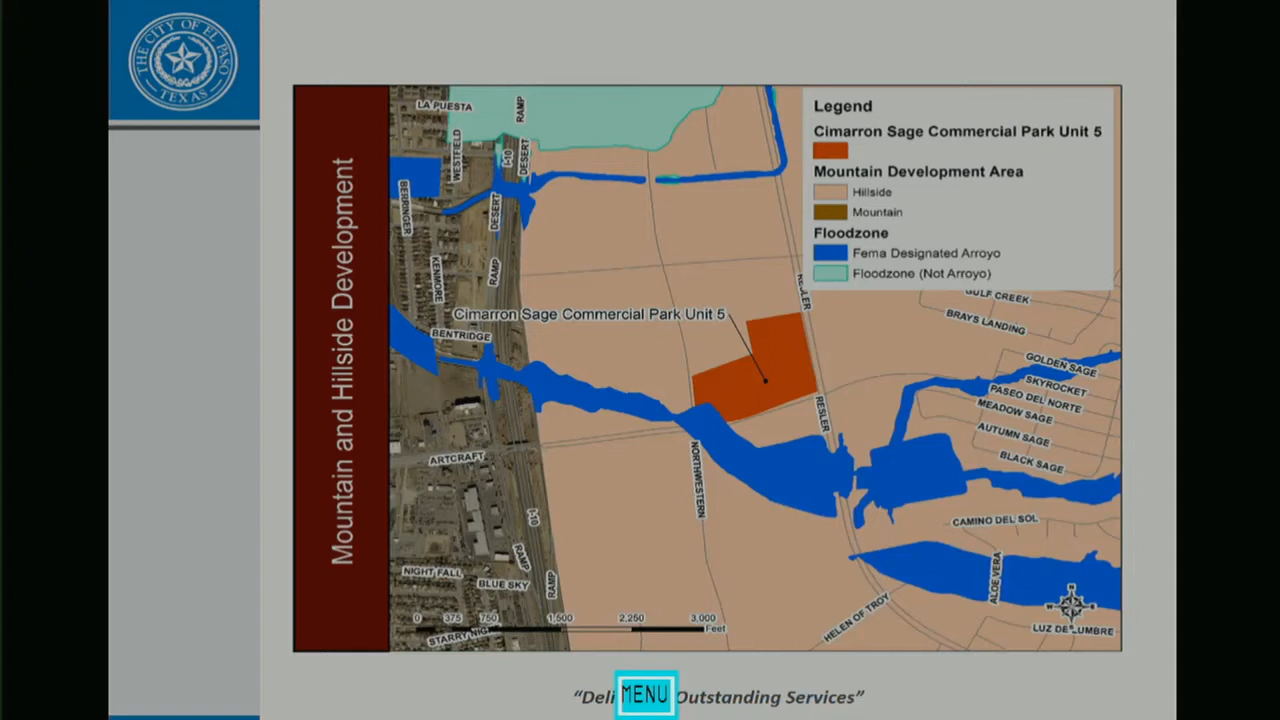 THE CITY OF EL PASO
TEXAS
Mountain and Hillside Development
LA PUESTA
RAMP
WESTFIELD
I-10
DESERT
BERRINGER
DESERT
KENMORE
RAMP
BENTRIDGE
Cimarron Sage Commercial Park Unit 5
RESLER
Legend
Cimarron Sage Commercial Park Unit 5
Mountain Development Area
Hillside
Mountain
Floodzone
Fema Designated Arroyo
Floodzone (Not Arroyo)
GULF CREEK
BRAYS LANDING
GOLDEN SAGE
SKYROCKET
PASEO DEL NORTE
MEADOW SAGE
AUTUMN SAGE
BLACK SAGE
RESLER
ARTCRAFT
NORTHWESTERN
I-10
CAMINO DEL SOL
RAMP
RAMP
NIGHT FALL
BLUE SKY
ALOE VERA
HELEN OF TROY
N
W E
S
LUZ DE LUMBRE
0 375 750 1,500 2,250 3,000
Feet
"Deli MENU Outstanding Services"